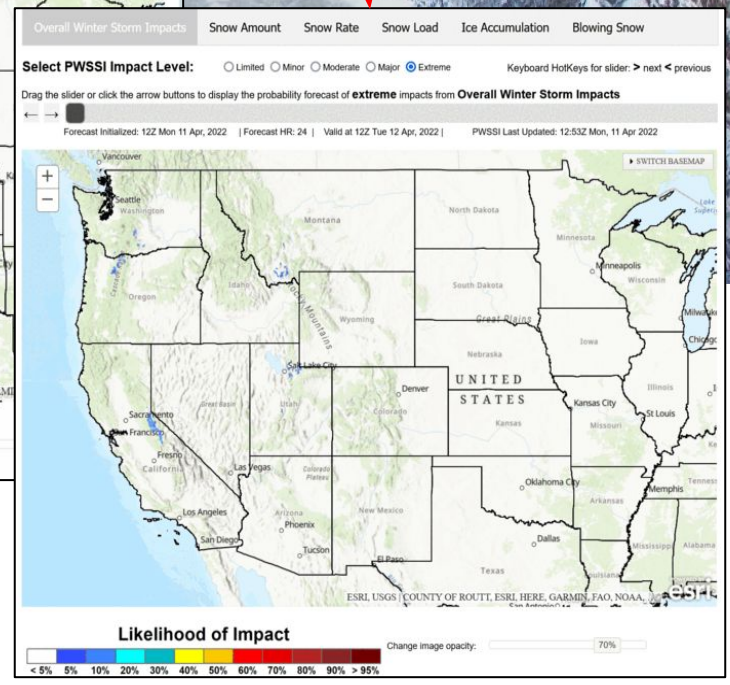 Overall Winter Storm Impacts Snow Amount Snow Rate Snow Load Ice Accumulation Blowing Snow
Select PWSSI Impact Level: Limited Minor Moderate Major Extreme Keyboard HotKeys for slider: > next < previous
Drag the slider or click the arrow buttons to display the probability forecast of extreme impacts from Overall Winter Storm Impacts
← →
Forecast Initialized: 12Z Mon 11 Apr, 2022 | Forecast HR: 24 | Valid at 12Z Tue 12 Apr, 2022 | PWSSI Last Updated: 12:53Z Mon, 11 Apr 2022
+
−
SWITCH BASEMAP
Vancouver
Seattle
Washington
Montana
North Dakota
Lake
Minnesota
Minneapolis
Wisconsin
Oregon
Idaho
Rocky Mountains
Wyoming
South Dakota
Great Plains
Iowa
Chicago
Nebraska
Salt Lake City
Great Basin
Utah
Denver
Colorado
UNITED
STATES
Kansas
Kansas City
Missouri
Illinois
St Louis
Sacramento
Francisco
Fresno
California
Las Vegas
Colorado
Plateau
Los Angeles
San Diego
Arizona
Phoenix
Tucson
New Mexico
El Paso
Oklahoma City
Arkansas
Memphis
Dallas
Texas
Mississippi
Alabama
Louisiana
San Antonio
ESRI, USGS | COUNTY OF ROUTT, ESRI, HERE, GARMIN, FAO, NOAA,
esri
Likelihood of Impact
< 5% 5% 10% 20% 30% 40% 50% 60% 70% 80% 90% > 95%
Change image opacity: 70%